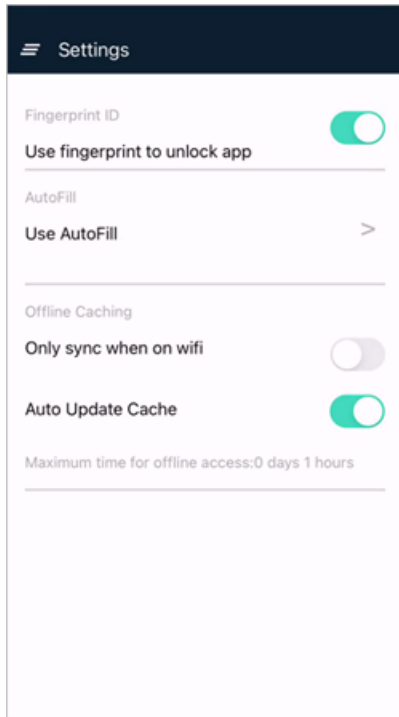 Settings
Fingerprint ID
Use fingerprint to unlock app
AutoFill
Use AutoFill
>
Offline Caching
Only sync when on wifi
Auto Update Cache
Maximum time for offline access:0 days 1 hours